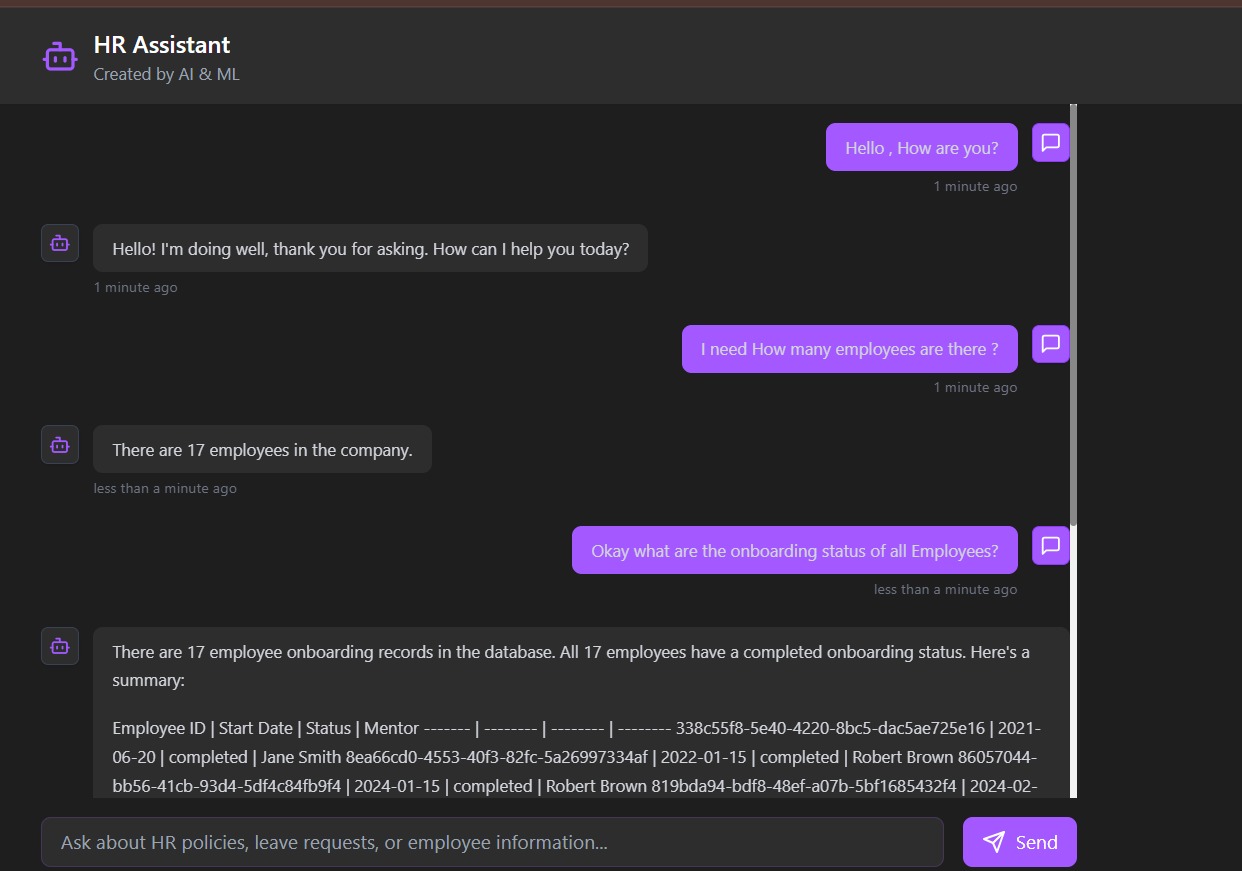 HR Assistant
Created by AI & ML
Hello , How are you?
1 minute ago
Hello! I'm doing well, thank you for asking. How can I help you today?
1 minute ago
I need How many employees are there ?
1 minute ago
There are 17 employees in the company.
less than a minute ago
Okay what are the onboarding status of all Employees?
less than a minute ago
There are 17 employee onboarding records in the database. All 17 employees have a completed onboarding status. Here's a
summary:
Employee ID | Start Date | Status | Mentor ------- | -------- | -------- | -------- 338c55f8-5e40-4220-8bc5-dac5ae725e16 | 2021-
06-20 | completed | Jane Smith 8ea66cd0-4553-40f3-82fc-5a26997334af | 2022-01-15 | completed | Robert Brown 86057044-
bb56-41cb-93d4-5df4c84fb9f4 | 2024-01-15 | completed | Robert Brown 819bda94-bdf8-48ef-a07b-5bf1685432f4 | 2024-02-
Ask about HR policies, leave requests, or employee information...
Send